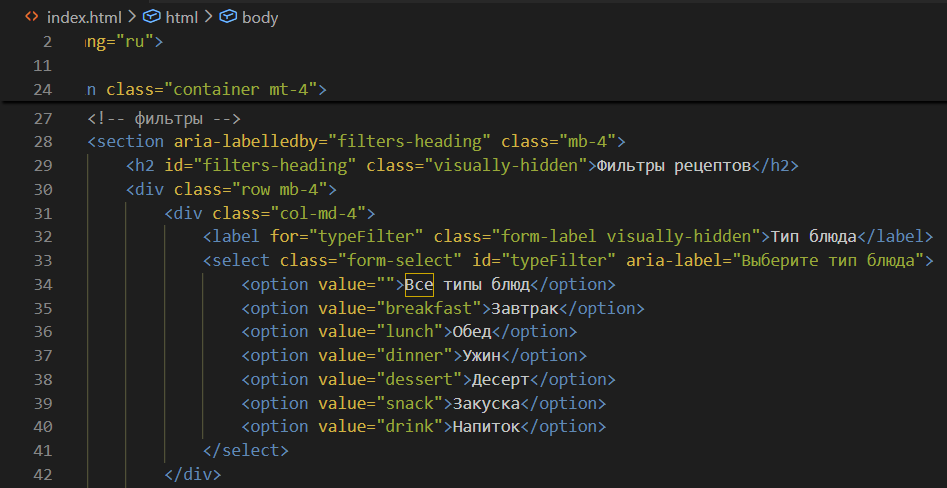 index.html > html > body
2 ng="ru">
11
24 n class="container mt-4">
27 <!-- фильтры -->
28 <section aria-labelledby="filters-heading" class="mb-4">
29 <h2 id="filters-heading" class="visually-hidden">Фильтры рецептов</h2>
30 <div class="row mb-4">
31 <div class="col-md-4">
32 <label for="typeFilter" class="form-label visually-hidden">Тип блюда</label>
33 <select class="form-select" id="typeFilter" aria-label="Выберите тип блюда">
34 <option value="">Все типы блюд</option>
35 <option value="breakfast">Завтрак</option>
36 <option value="lunch">Обед</option>
37 <option value="dinner">Ужин</option>
38 <option value="dessert">Десерт</option>
39 <option value="snack">Закуска</option>
40 <option value="drink">Напиток</option>
41 </select>
42 </div>